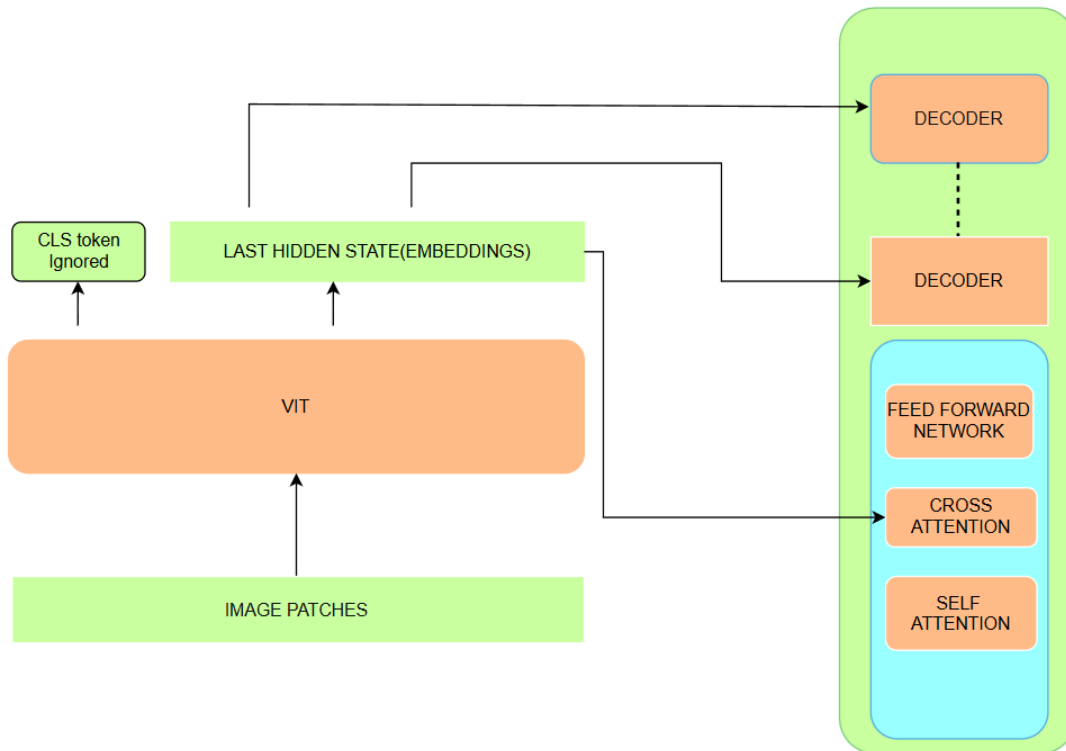 DECODER
CLS token
Ignored
LAST HIDDEN STATE(EMBEDDINGS)
DECODER
VIT
FEED FORWARD
NETWORK
CROSS
ATTENTION
IMAGE PATCHES
SELF
ATTENTION